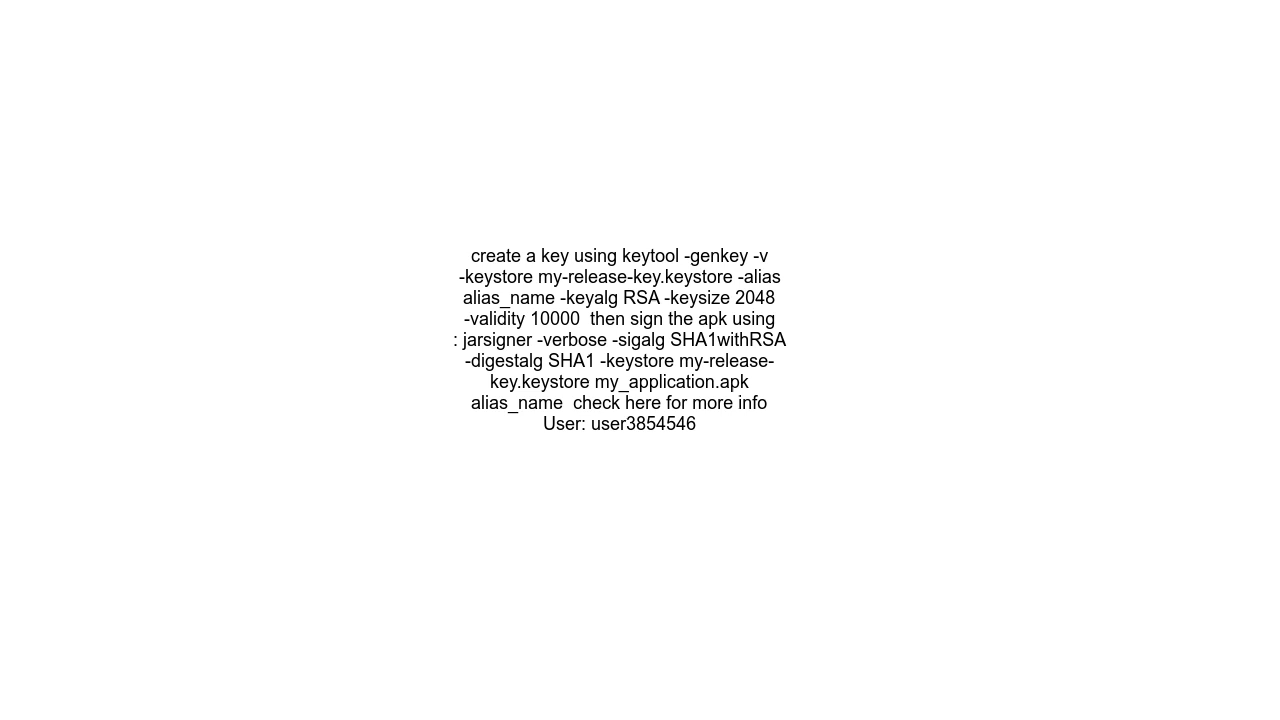 create a key using keytool -genkey -v
-keystore my-release-key.keystore -alias
alias_name -keyalg RSA -keysize 2048
-validity 10000  then sign the apk using
: jarsigner -verbose -sigalg SHA1withRSA
-digestalg SHA1 -keystore my-release-
key.keystore my_application.apk
alias_name  check here for more info
User: user3854546